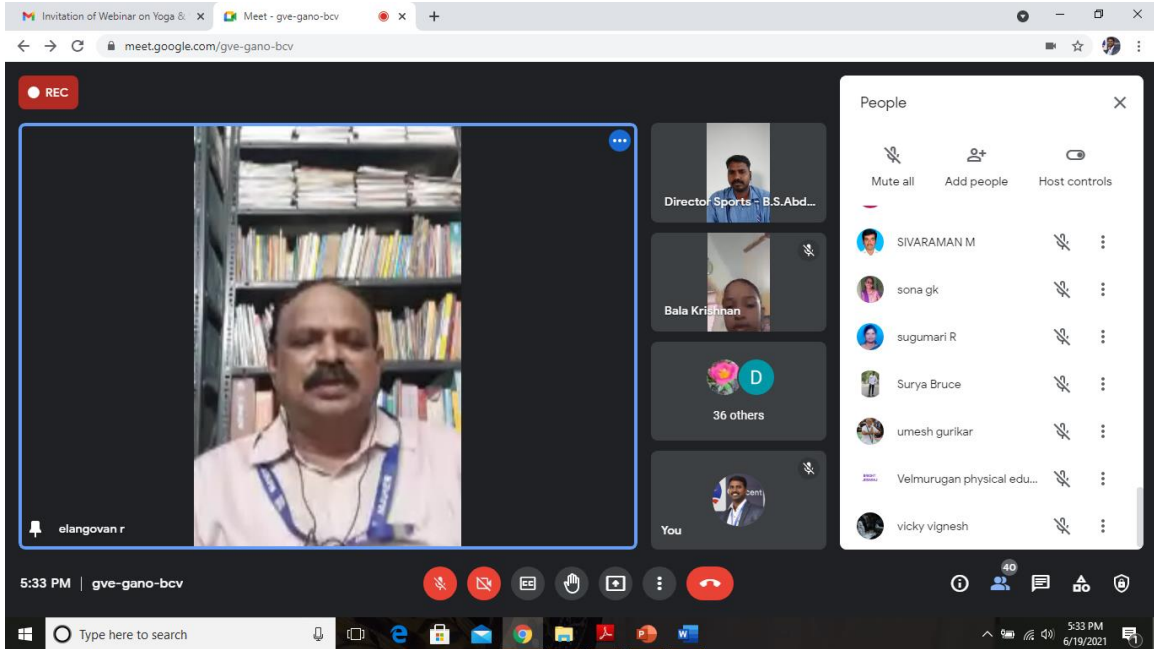 Invitation of Webinar on Yoga &
Meet - gve-gano-bcv
meet.google.com/gve-gano-bcv
REC
elangovan r
Director Sports - B.S.Abd...
Bala Krishnan
D
36 others
You
People
Mute all
Add people
Host controls
SIVARAMAN M
sona gk
sugumari R
Surya Bruce
umesh gurikar
Velmurugan physical edu...
vicky vignesh
5:33 PM | gve-gano-bcv
40
Type here to search
5:33 PM
6/19/2021